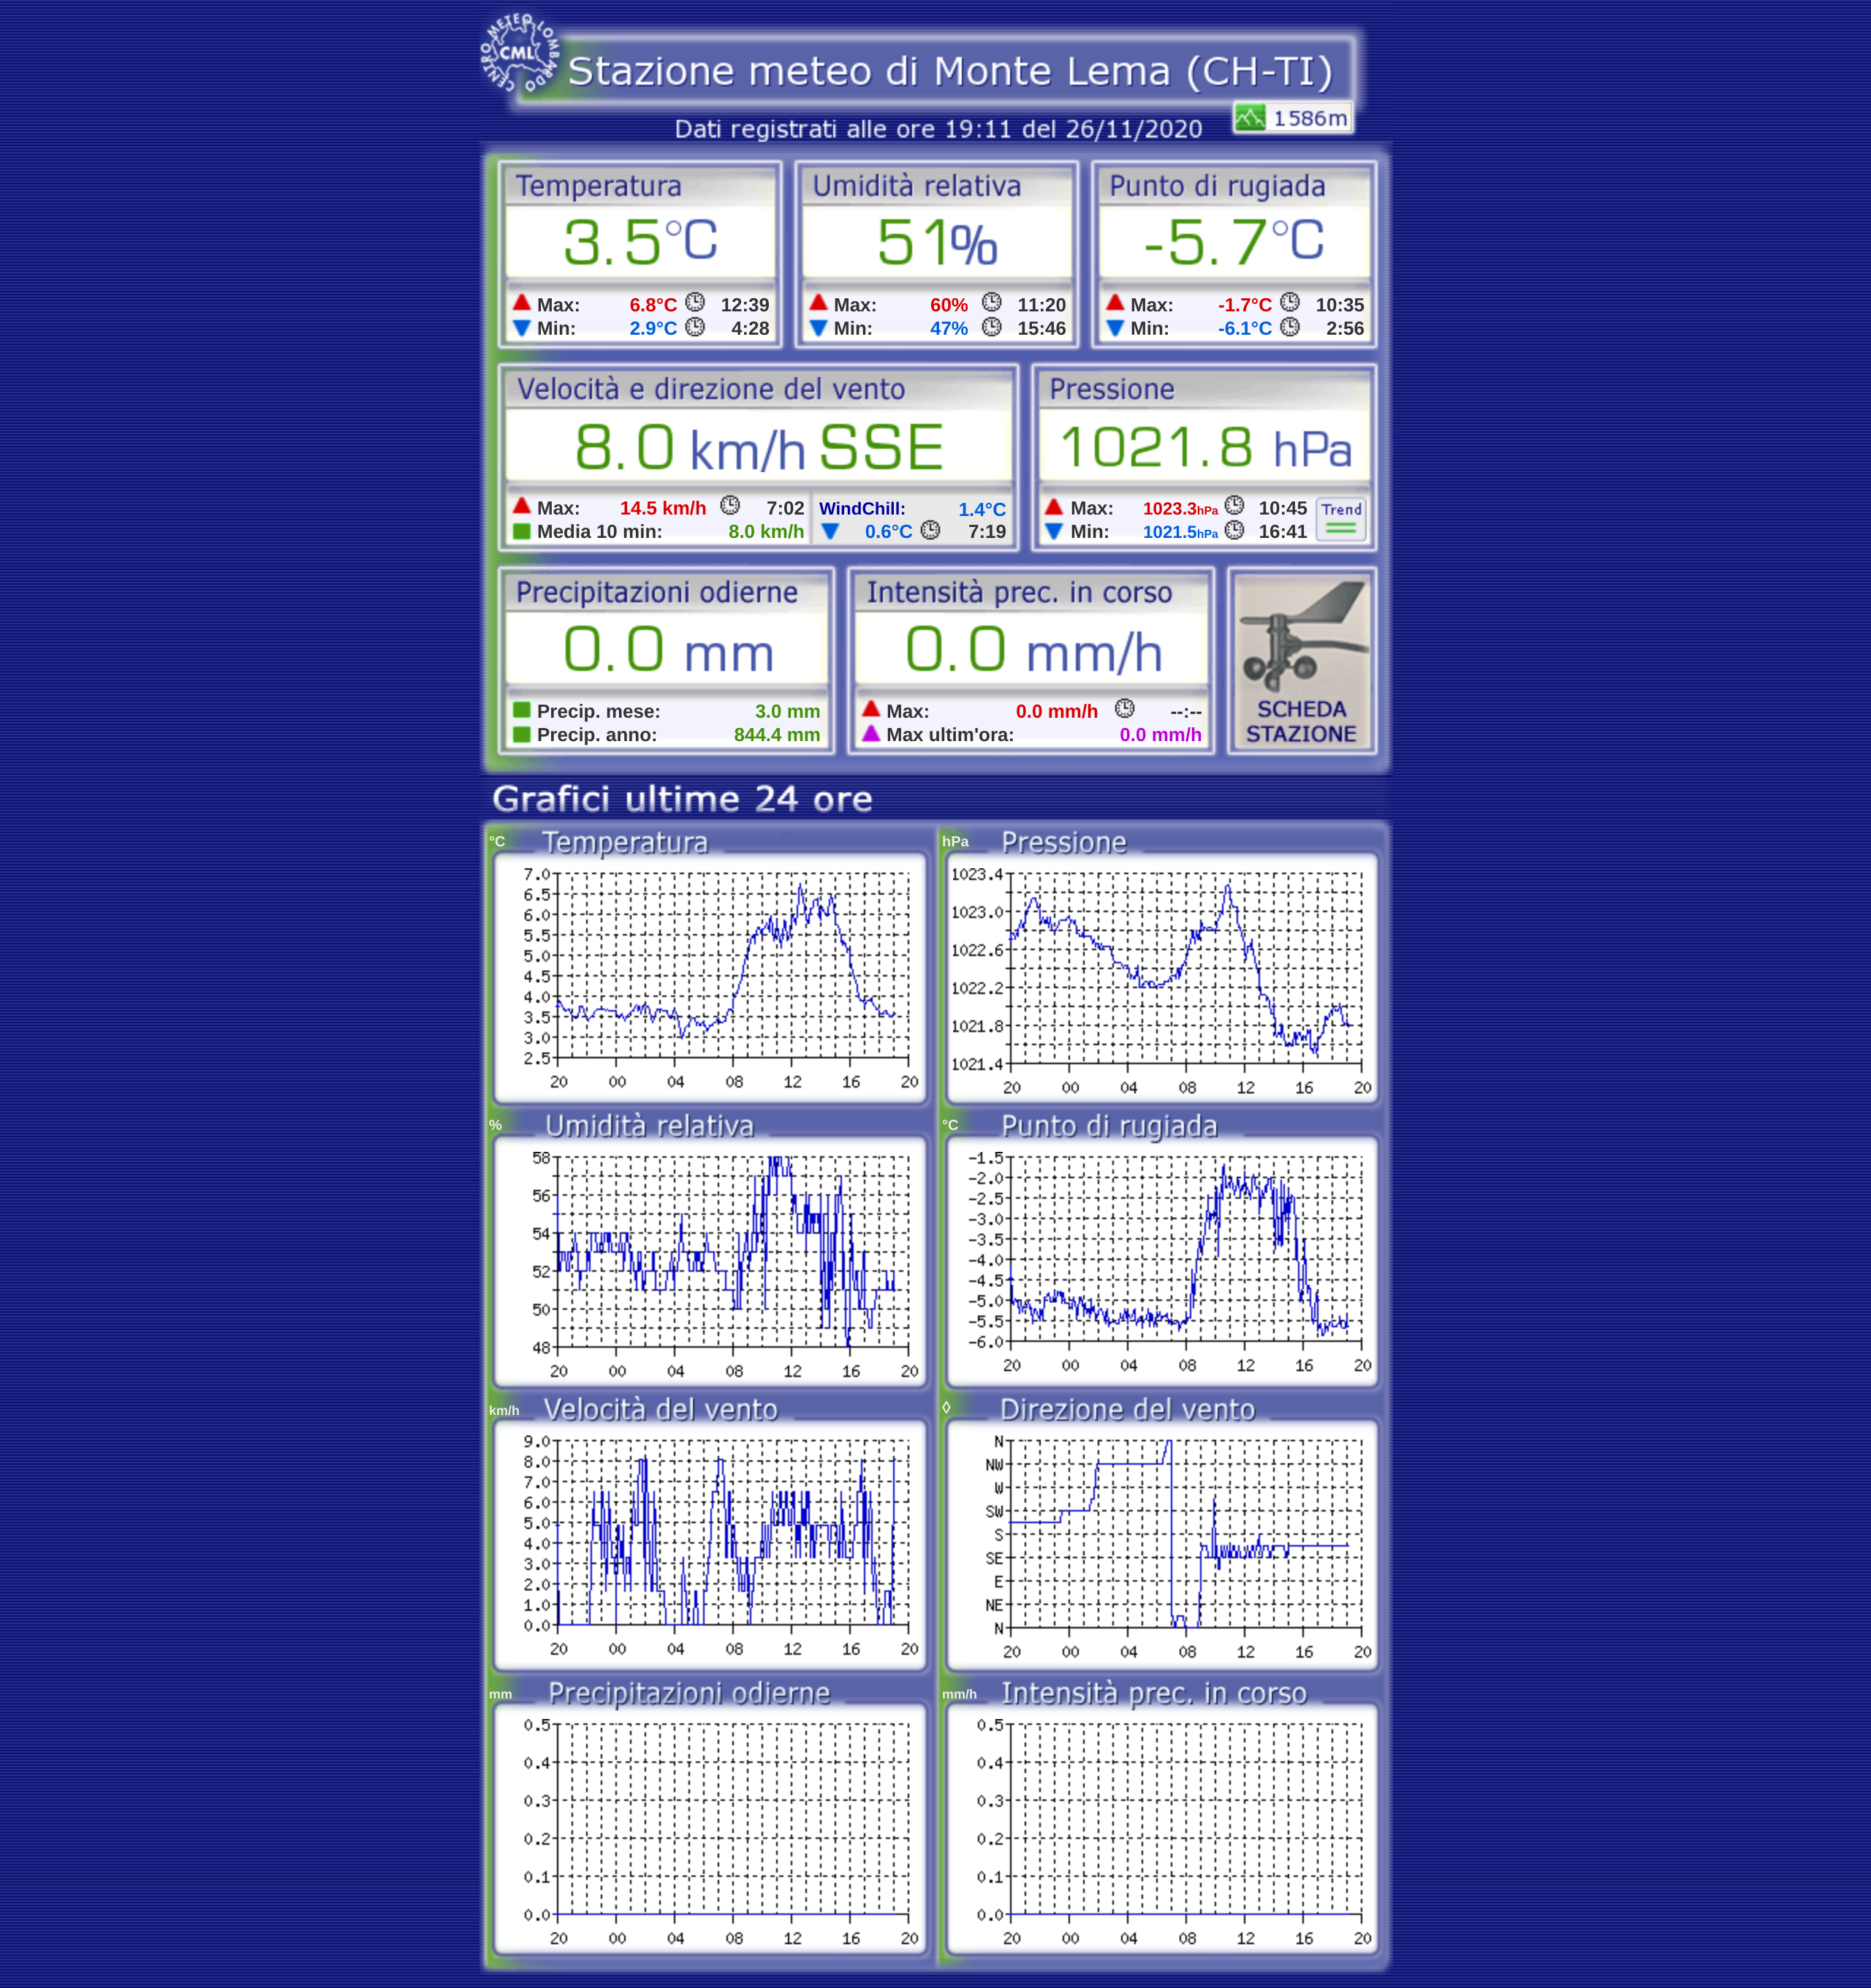 CENTRO METEO LOMBARDO
CML
Stazione meteo di Monte Lema (CH-TI)
1586m
Dati registrati alle ore 19:11 del 26/11/2020
Temperatura
3.5°C
Max: 6.8°C 12:39
Min: 2.9°C 4:28
Umidità relativa
51%
Max: 60% 11:20
Min: 47% 15:46
Punto di rugiada
-5.7°C
Max: -1.7°C 10:35
Min: -6.1°C 2:56
Velocità e direzione del vento
8.0 km/h SSE
Max: 14.5 km/h 7:02
Media 10 min: 8.0 km/h
WindChill: 1.4°C
0.6°C 7:19
Pressione
1021.8 hPa
Max: 1023.3hPa 10:45
Min: 1021.5hPa 16:41
Trend
Precipitazioni odierne
0.0 mm
Precip. mese: 3.0 mm
Precip. anno: 844.4 mm
Intensità prec. in corso
0.0 mm/h
Max: 0.0 mm/h --:--
Max ultim'ora: 0.0 mm/h
SCHEDA
STAZIONE
Grafici ultime 24 ore
°C Temperatura
7.0
6.5
6.0
5.5
5.0
4.5
4.0
3.5
3.0
2.5
20 00 04 08 12 16 20
hPa Pressione
1023.4
1023.0
1022.6
1022.2
1021.8
1021.4
20 00 04 08 12 16 20
% Umidità relativa
58
56
54
52
50
48
20 00 04 08 12 16 20
°C Punto di rugiada
-1.5
-2.0
-2.5
-3.0
-3.5
-4.0
-4.5
-5.0
-5.5
-6.0
20 00 04 08 12 16 20
km/h Velocità del vento
9.0
8.0
7.0
6.0
5.0
4.0
3.0
2.0
1.0
0.0
20 00 04 08 12 16 20
◊ Direzione del vento
N
NW
W
SW
S
SE
E
NE
N
20 00 04 08 12 16 20
mm Precipitazioni odierne
0.5
0.4
0.3
0.2
0.1
0.0
20 00 04 08 12 16 20
mm/h Intensità prec. in corso
0.5
0.4
0.3
0.2
0.1
0.0
20 00 04 08 12 16 20